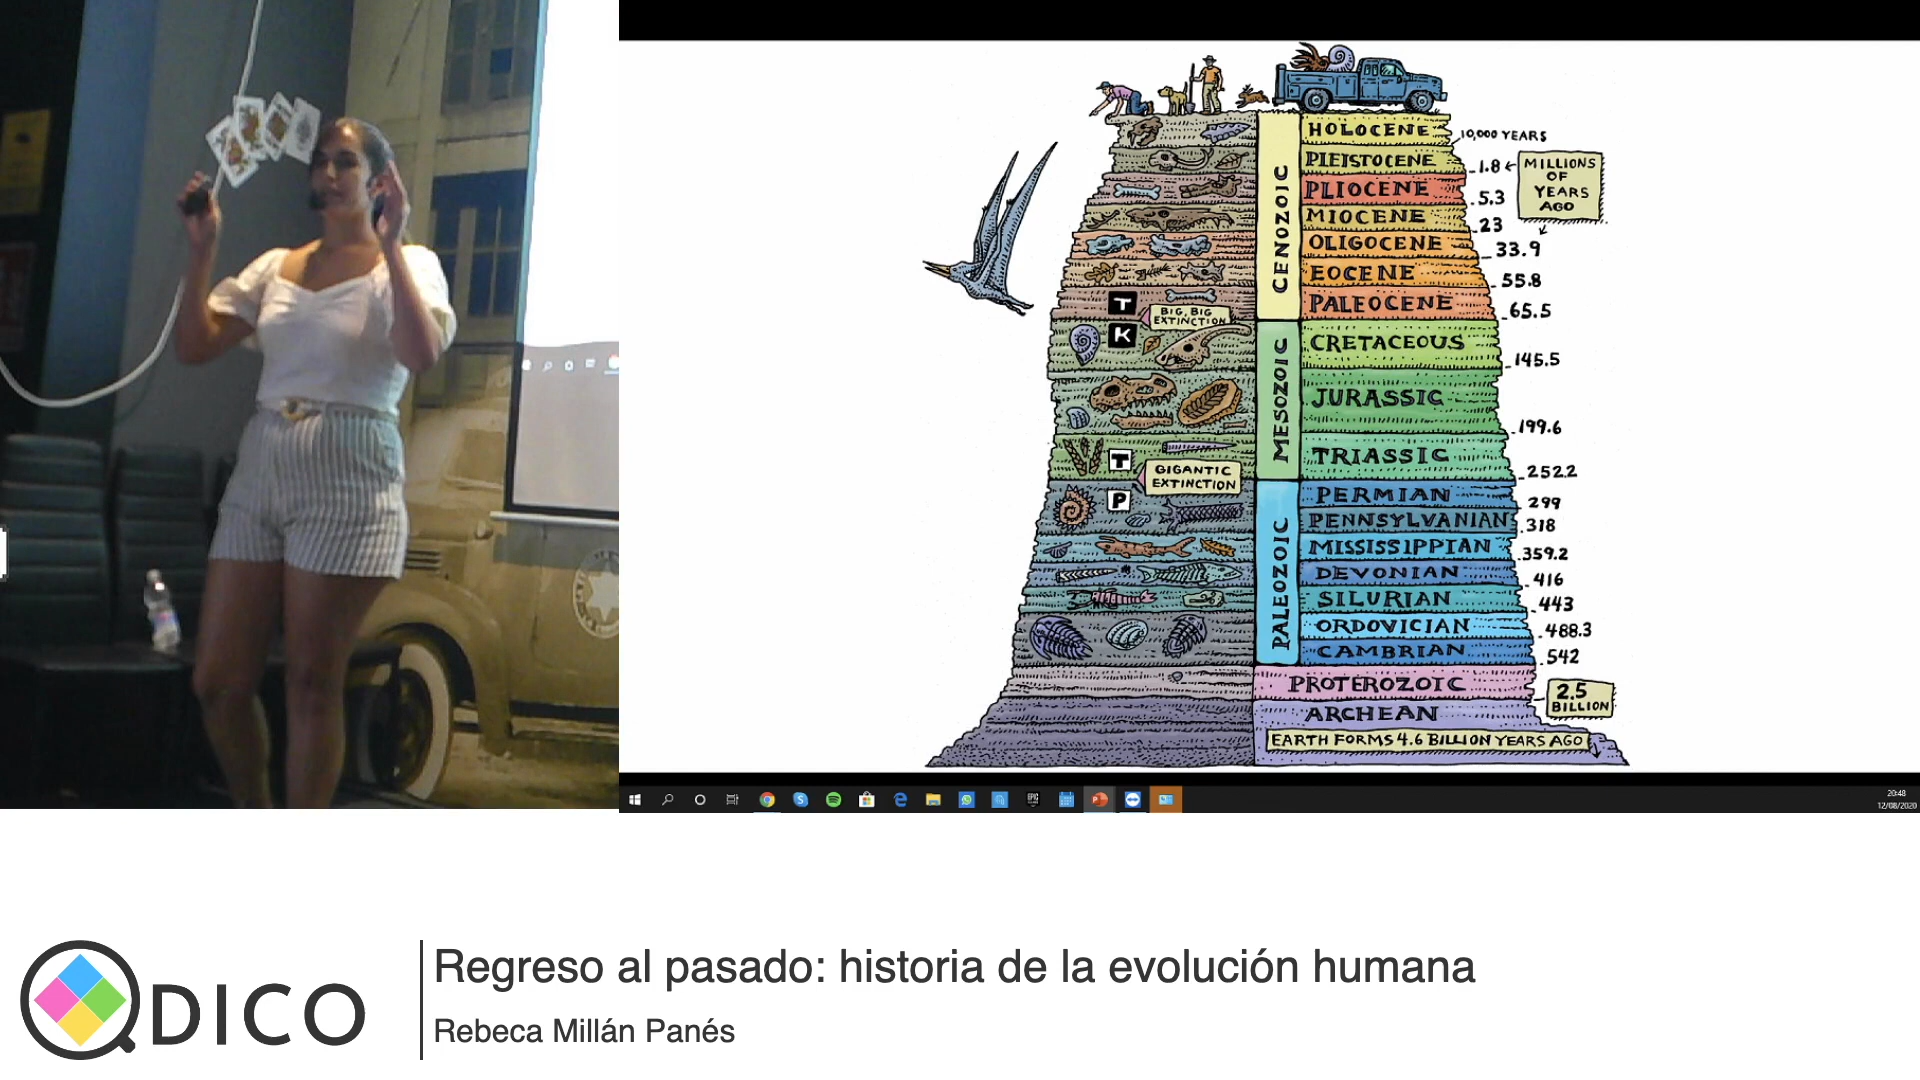 HOLOCENE
10,000 YEARS
PLEISTOCENE
1.8
MILLIONS
OF
YEARS
AGO
PLIOCENE
5.3
MIOCENE
23
OLIGOCENE
33.9
EOCENE
55.8
PALEOCENE
65.5
CENOZOIC
T
BIG, BIG
EXTINCTION
K
CRETACEOUS
145.5
JURASSIC
199.6
TRIASSIC
252.2
MESOZOIC
T
GIGANTIC
EXTINCTION
P
PERMIAN
299
PENNSYLVANIAN
318
MISSISSIPPIAN
359.2
DEVONIAN
416
SILURIAN
443
ORDOVICIAN
488.3
CAMBRIAN
542
PALEOZOIC
PROTEROZOIC
2.5
BILLION
ARCHEAN
EARTH FORMS 4.6 BILLION YEARS AGO
20:48
12/08/2020
QDICO
Regreso al pasado: historia de la evolución humana
Rebeca Millán Panés